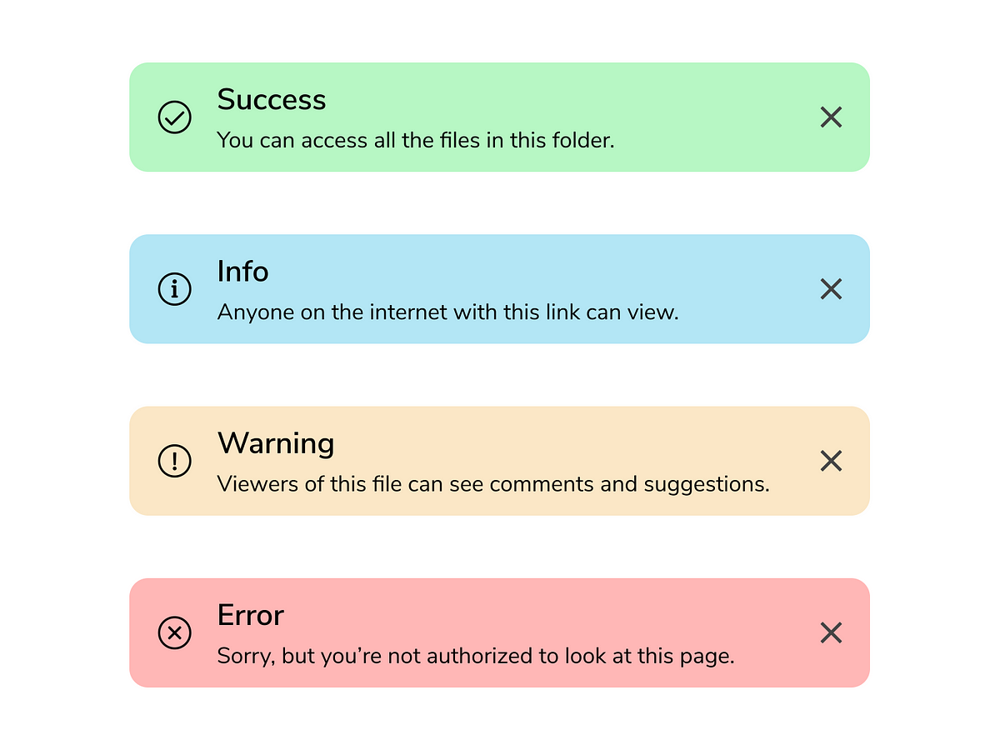 Success
You can access all the files in this folder.
Info
Anyone on the internet with this link can view.
Warning
Viewers of this file can see comments and suggestions.
Error
Sorry, but you’re not authorized to look at this page.